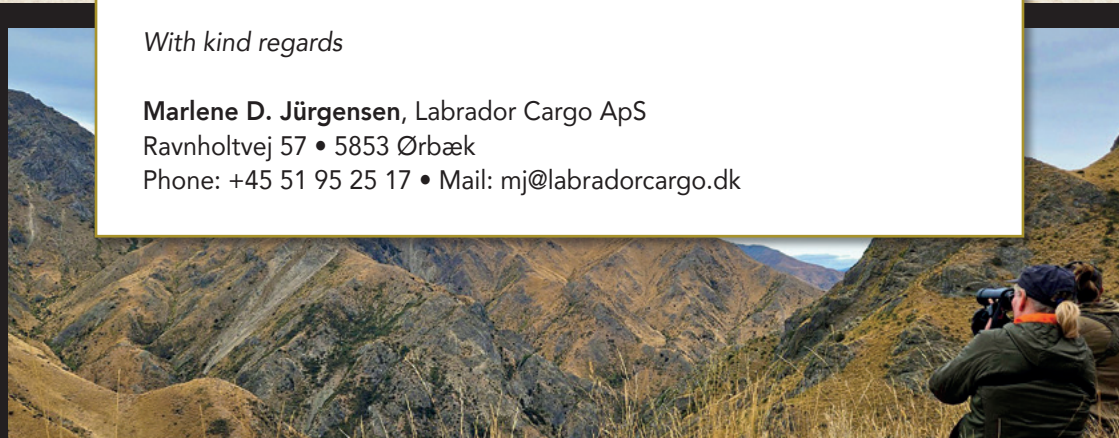 With kind regards
Marlene D. Jürgensen, Labrador Cargo ApS
Ravnholtvej 57 • 5853 Ørbæk
Phone: +45 51 95 25 17 • Mail: mj@labradorcargo.dk